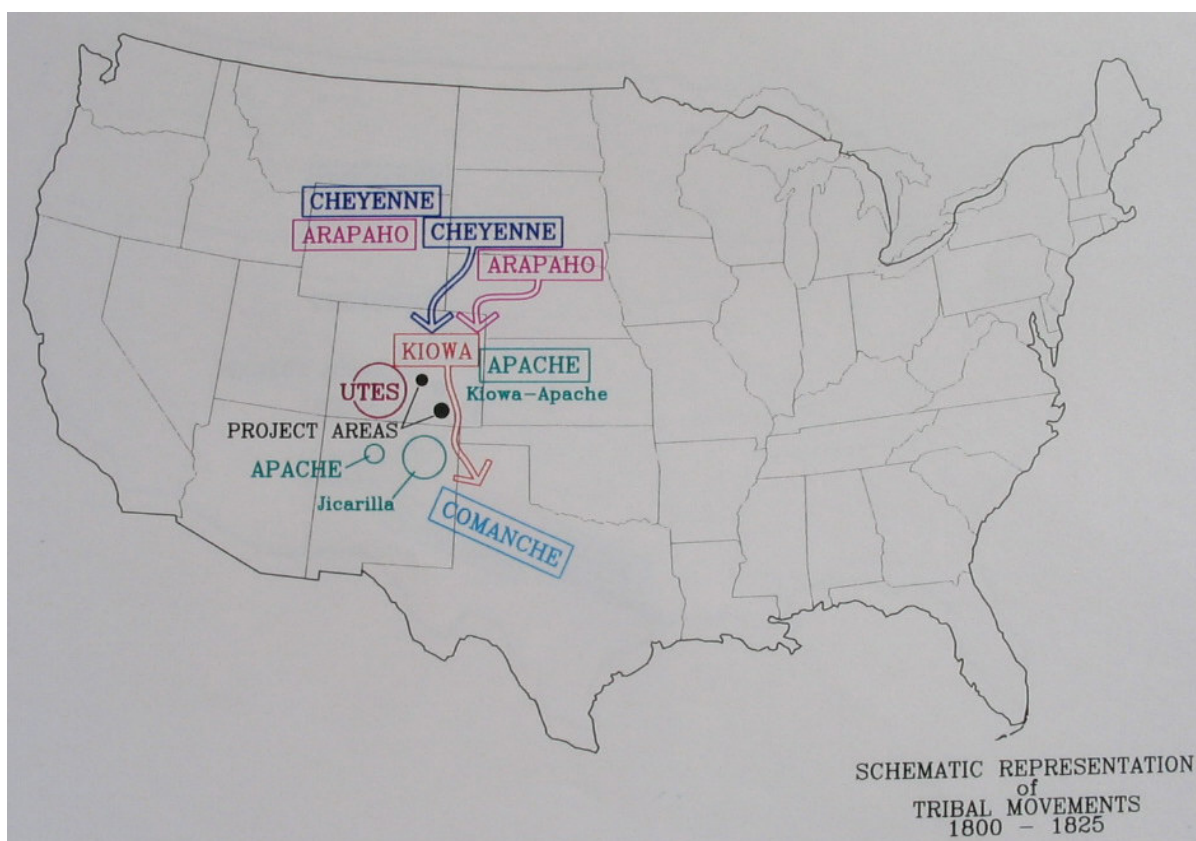 CHEYENNE
ARAPAHO
CHEYENNE
ARAPAHO
KIOWA
APACHE
Kiowa-Apache
UTES
PROJECT AREAS
APACHE
Jicarilla
COMANCHE
SCHEMATIC REPRESENTATION
of
TRIBAL MOVEMENTS
1800 - 1825